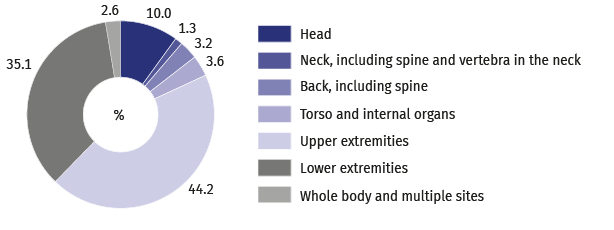 2.6
10.0
1.3
3.2
3.6
35.1
%
44.2
Head
Neck, including spine and vertebra in the neck
Back, including spine
Torso and internal organs
Upper extremities
Lower extremities
Whole body and multiple sites